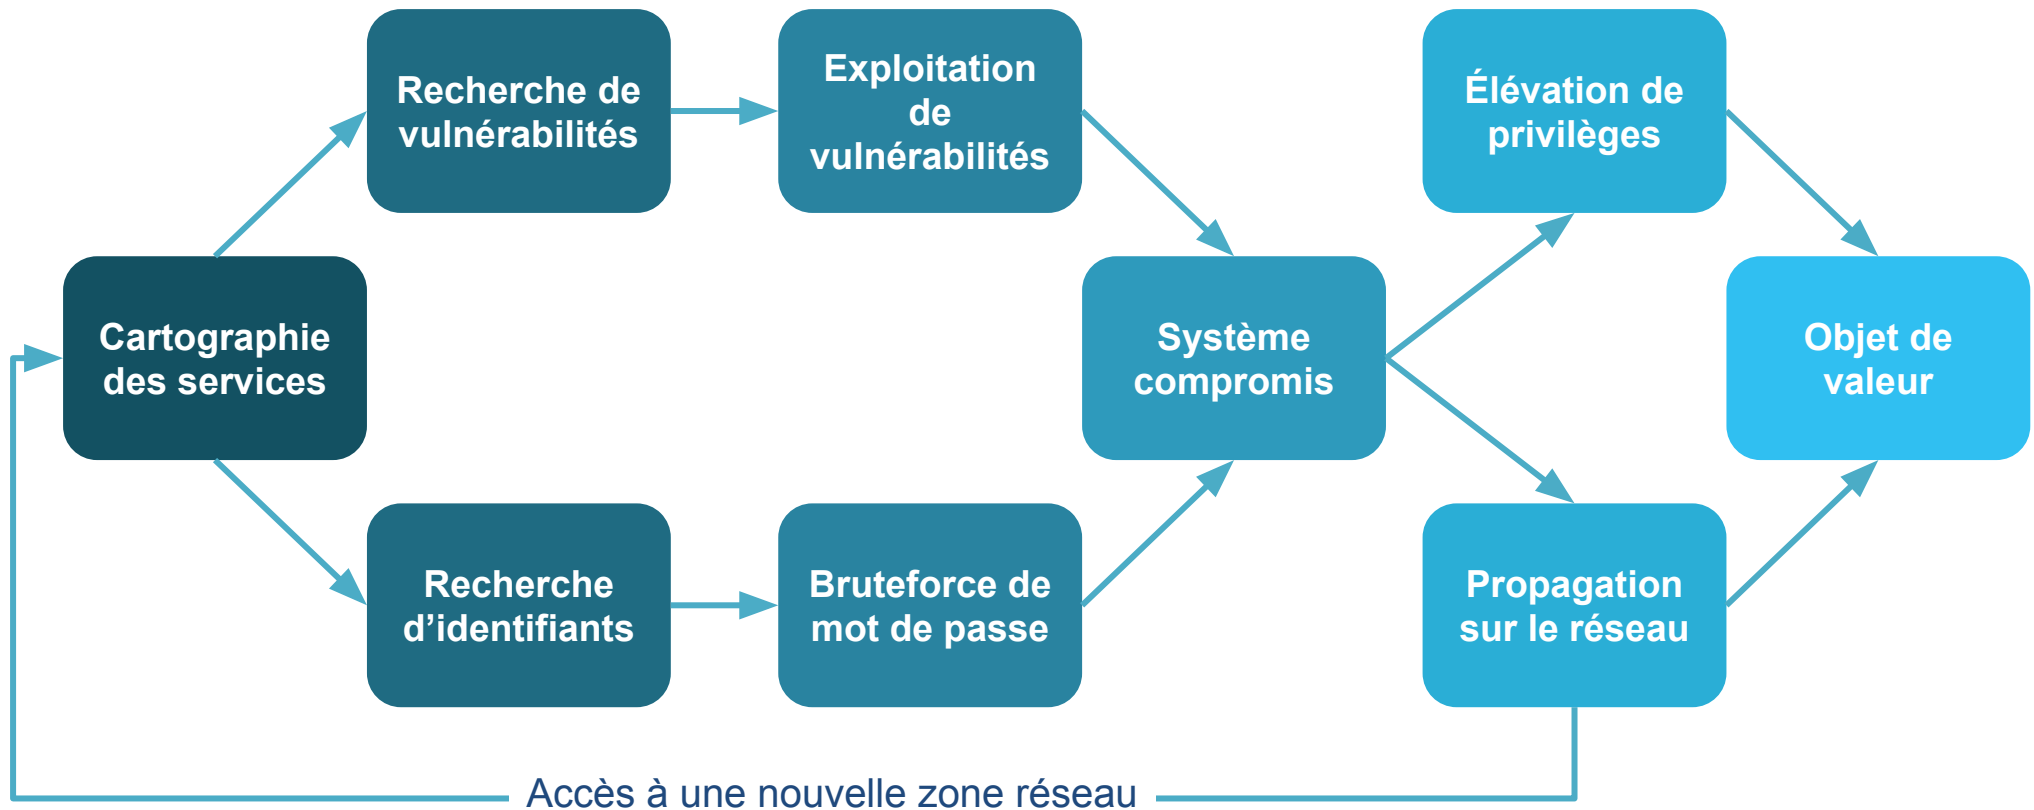 Recherche de
vulnérabilités
Exploitation
de
vulnérabilités
Élévation de
privilèges
Cartographie
des services
Système
compromis
Objet de
valeur
Recherche
d’identifiants
Bruteforce de
mot de passe
Propagation
sur le réseau
Accès à une nouvelle zone réseau